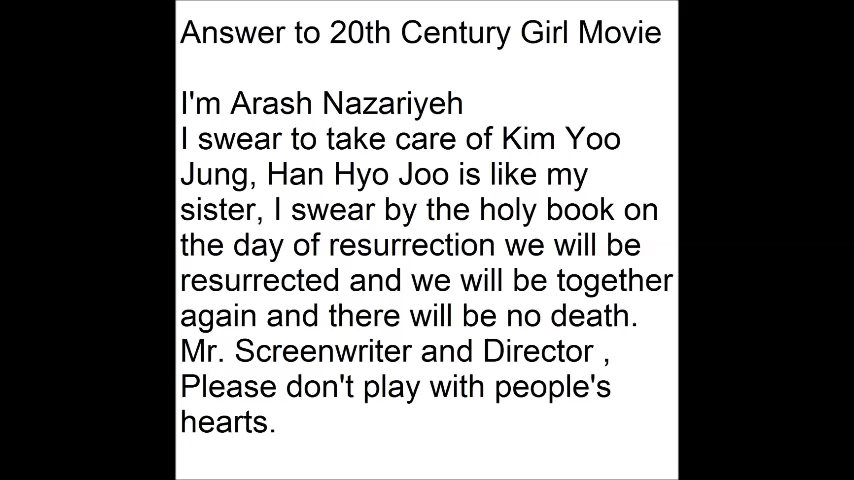 Answer to 20th Century Girl Movie
I'm Arash Nazariyeh
I swear to take care of Kim Yoo
Jung, Han Hyo Joo is like my
sister, I swear by the holy book on
the day of resurrection we will be
resurrected and we will be together
again and there will be no death.
Mr. Screenwriter and Director ,
Please don't play with people's
hearts.